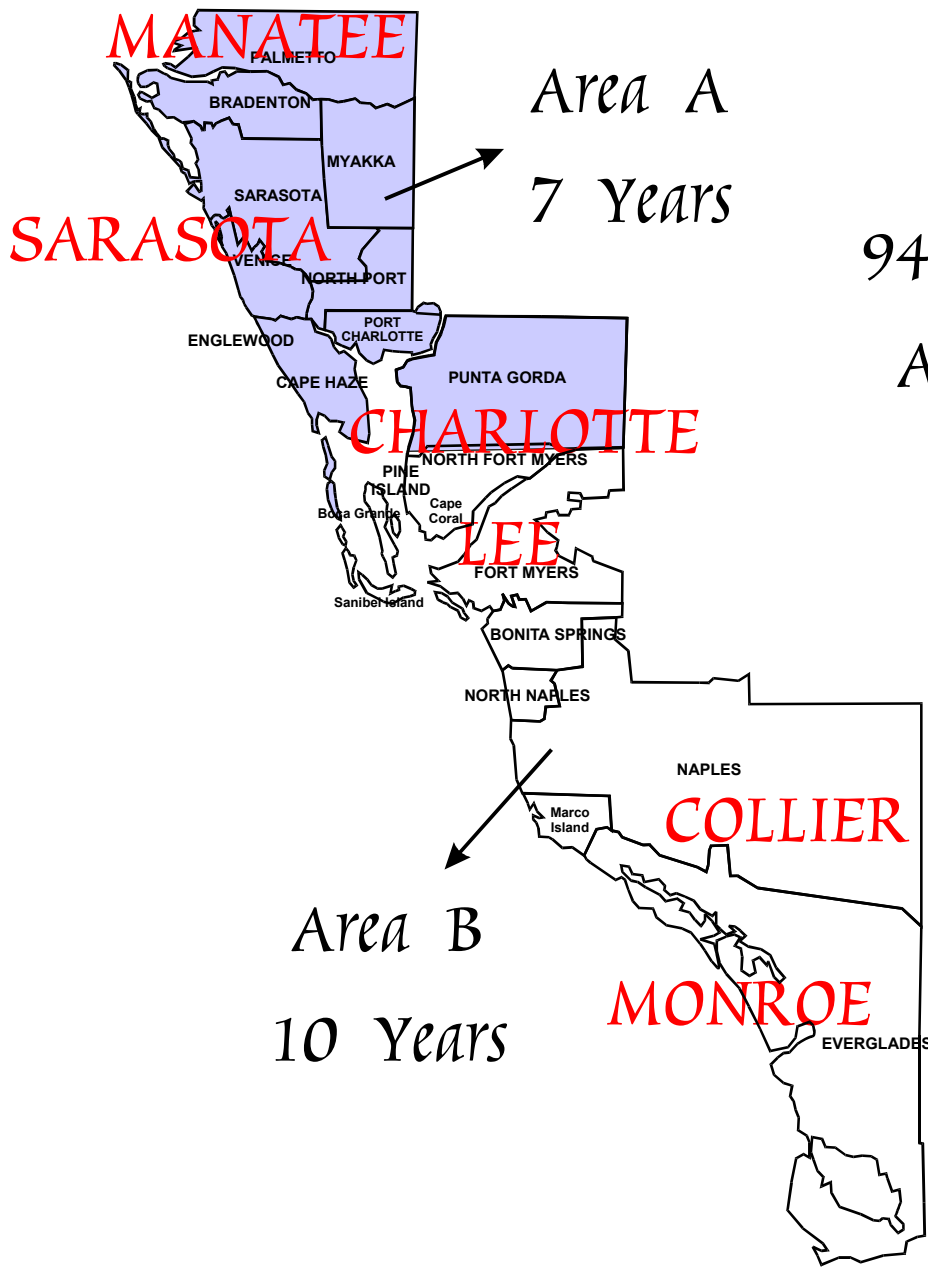 MANATEE
PALMETTO
Area A
BRADENTON
MYAKKA
7 Years
SARASOTA
SARASOTA
94
VENICE
NORTH PORT
PORT
CHARLOTTE
ENGLEWOOD
A
CAPE HAZE
PUNTA GORDA
CHARLOTTE
NORTH FORT MYERS
PINE
ISLAND
Cape
Coral
Boca Grande
LEE
FORT MYERS
Sanibel Island
BONITA SPRINGS
NORTH NAPLES
NAPLES
Marco
Island
COLLIER
Area B
MONROE
10 Years
EVERGLADES